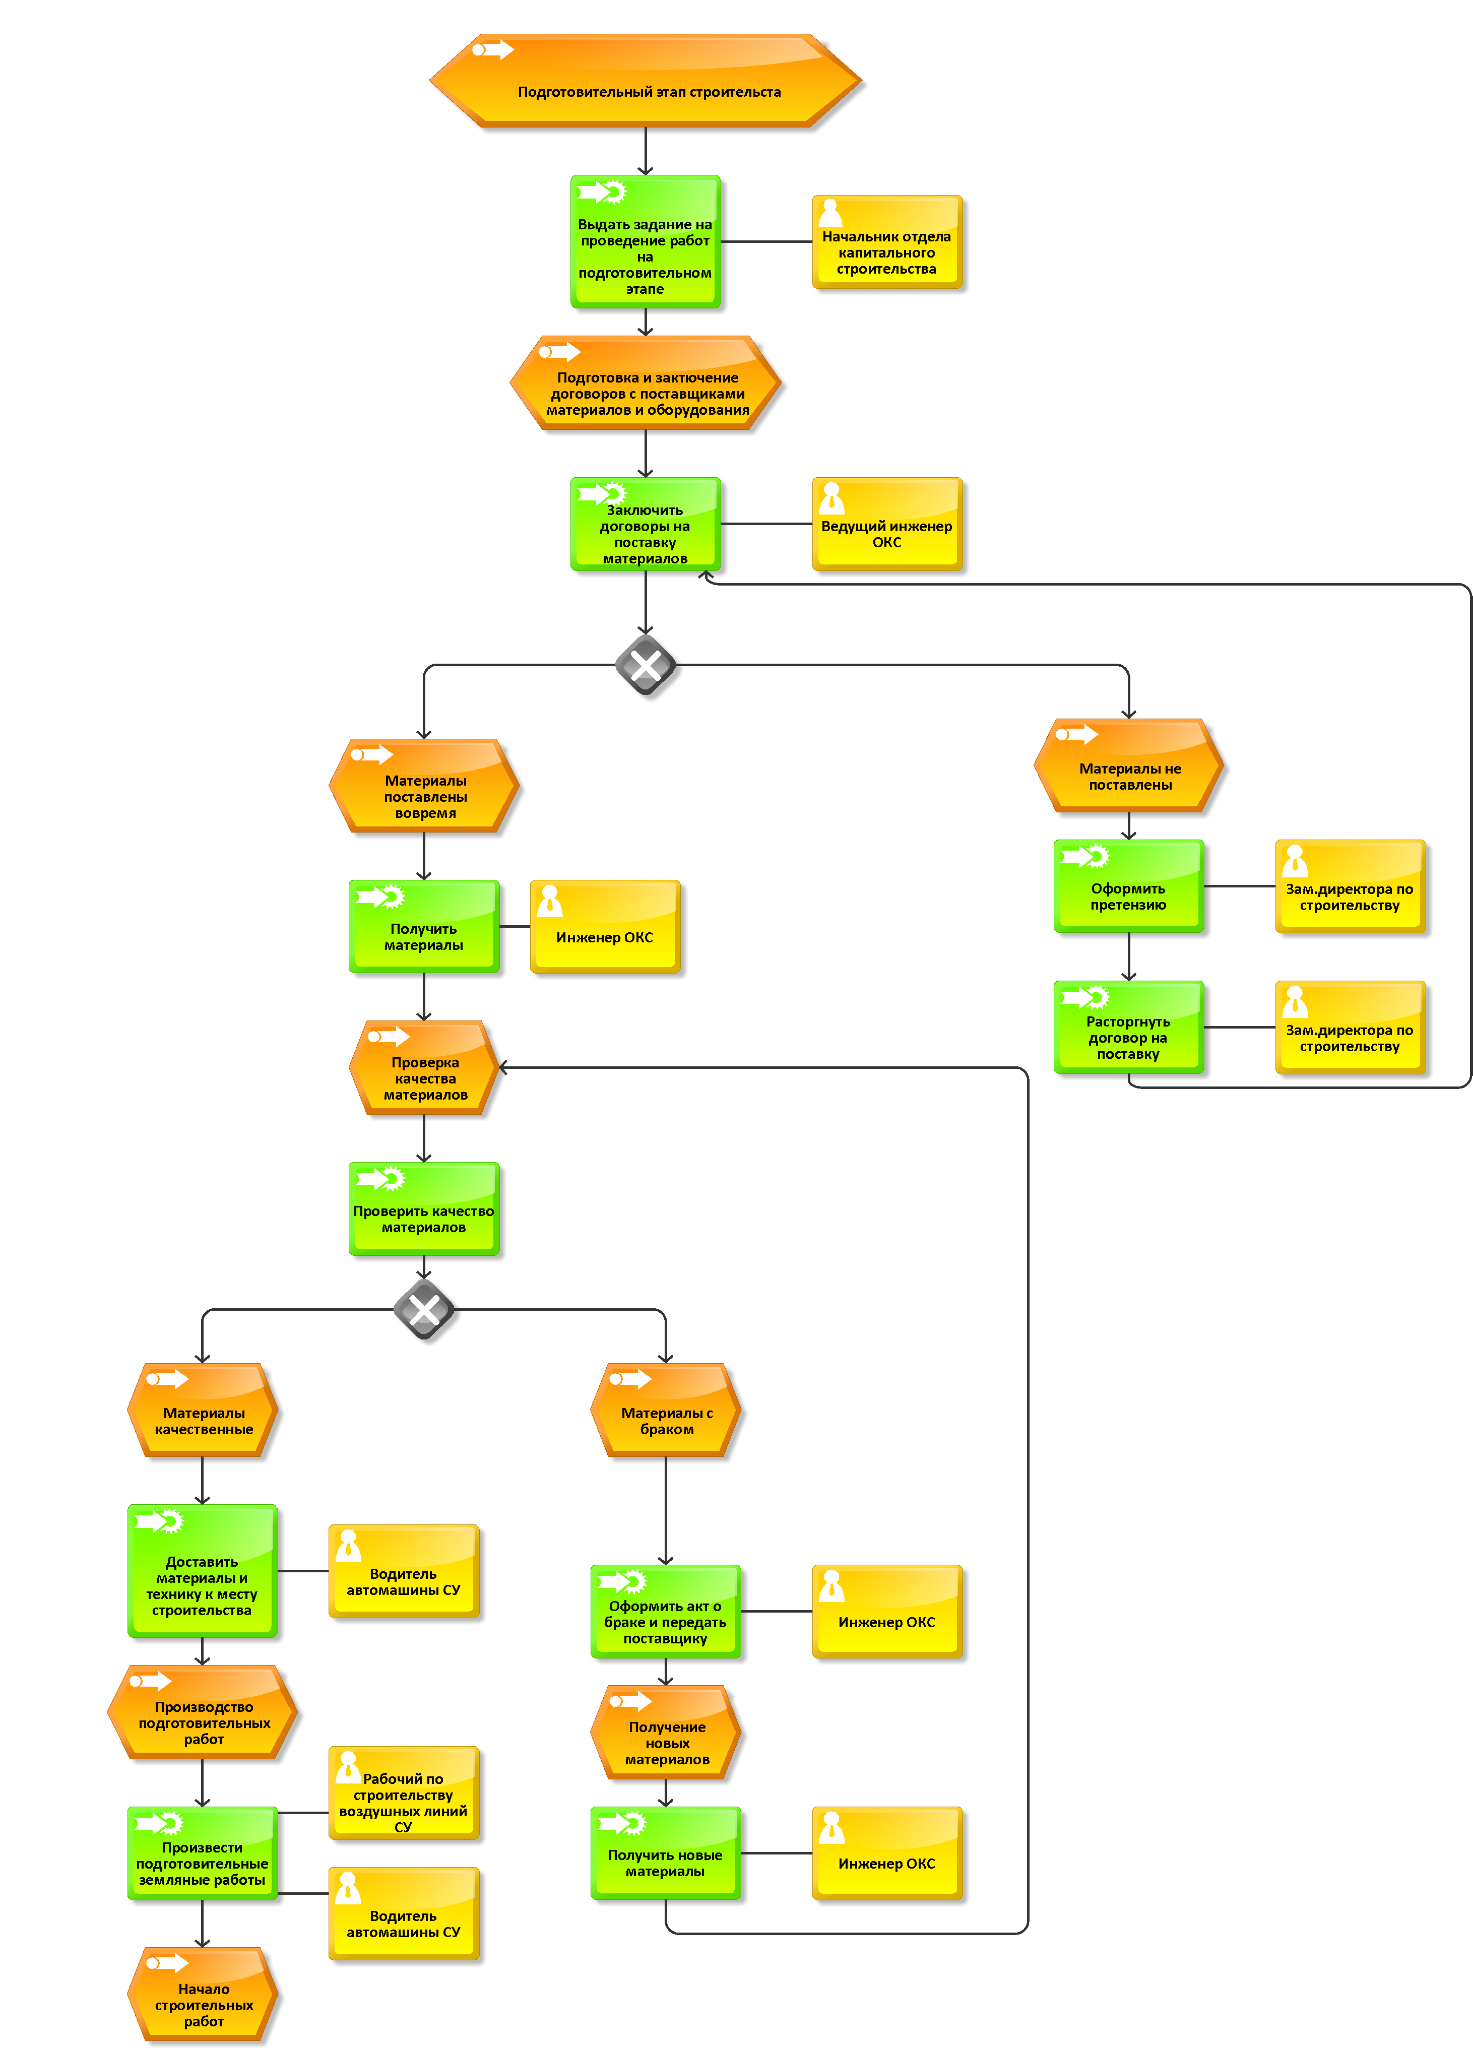 Подготовительный этап строительста
Выдать задание на
проведение работ
на
подготовительном
этапе
Начальник отдела
капитального
строительства
Подготовка и зактючение
договоров с поставщиками
материалов и оборудования
Заключить
договоры на
поставку
материалов
Ведущий инженер
ОКС
Материалы
поставлены
вовремя
Материалы не
поставлены
Получить
материалы
Инженер ОКС
Оформить
претензию
Зам.директора по
строительству
Расторгнуть
договор на
поставку
Зам.директора по
строительству
Проверка
качества
материалов
Проверить качество
материалов
Материалы
качественные
Материалы с
браком
Доставить
материалы и
технику к месту
строительства
Водитель
автомашины СУ
Оформить акт о
браке и передать
поставщику
Инженер ОКС
Производство
подготовительных
работ
Получение
новых
материалов
Рабочий по
строительству
воздушных линий
СУ
Произвести
подготовительные
земляные работы
Получить новые
материалы
Инженер ОКС
Водитель
автомашины СУ
Начало
строительных
работ